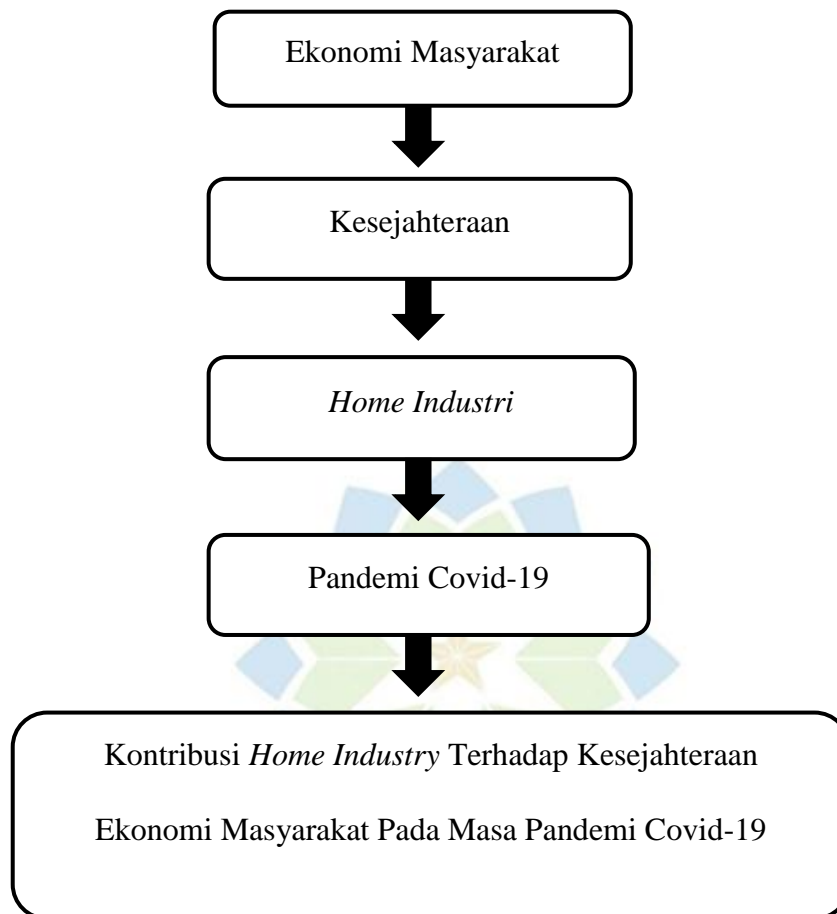 Ekonomi Masyarakat
Kesejahteraan
Home Industri
Pandemi Covid-19
Kontribusi Home Industry Terhadap Kesejahteraan
Ekonomi Masyarakat Pada Masa Pandemi Covid-19